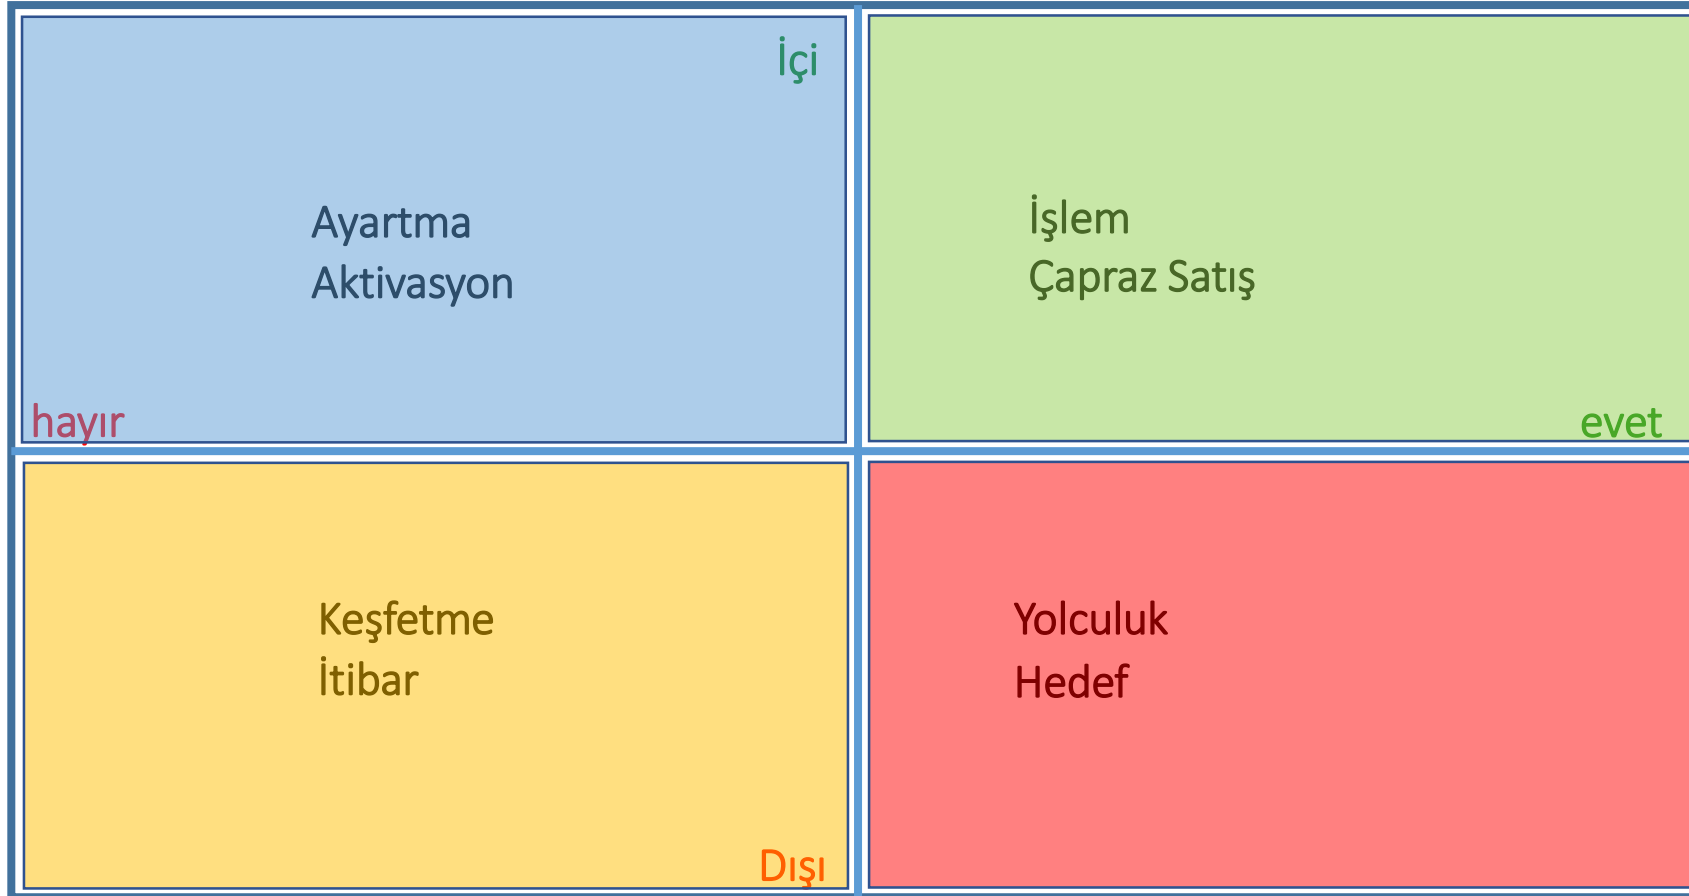 İçi
Ayartma
Aktivasyon
hayır
İşlem
Çapraz Satış
evet
Keşfetme
İtibar
Dışı
Yolculuk
Hedef